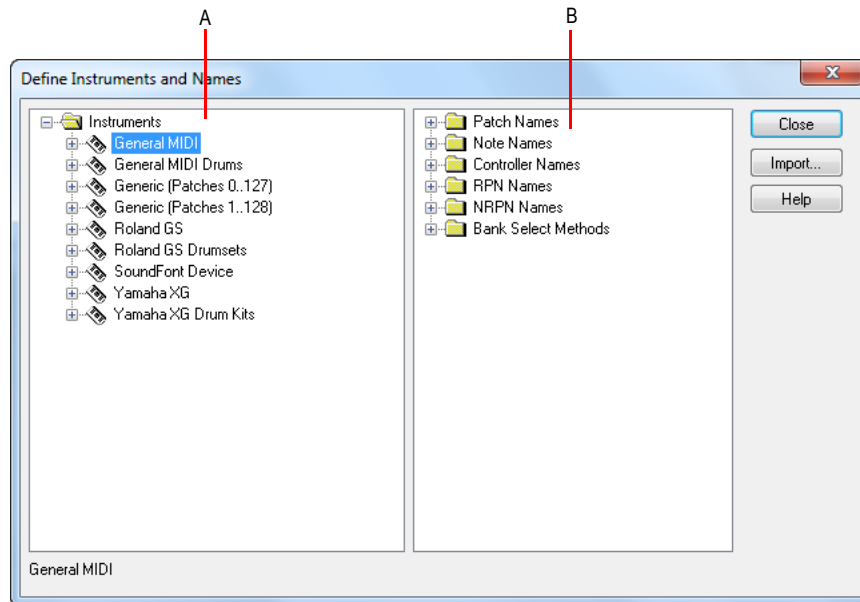 A
B
Define Instruments and Names
Instruments
General MIDI
General MIDI Drums
Generic (Patches 0..127)
Generic (Patches 1..128)
Roland GS
Roland GS Drumsets
SoundFont Device
Yamaha XG
Yamaha XG Drum Kits
Patch Names
Note Names
Controller Names
RPN Names
NRPN Names
Bank Select Methods
Close
Import...
Help
General MIDI